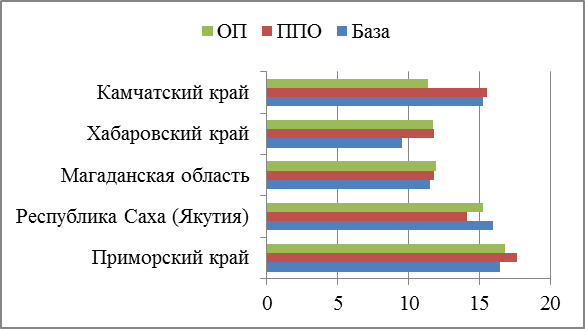 ОП ППО База
Камчатский край
Хабаровский край
Магаданская область
Республика Саха (Якутия)
Приморский край
0 5 10 15 20